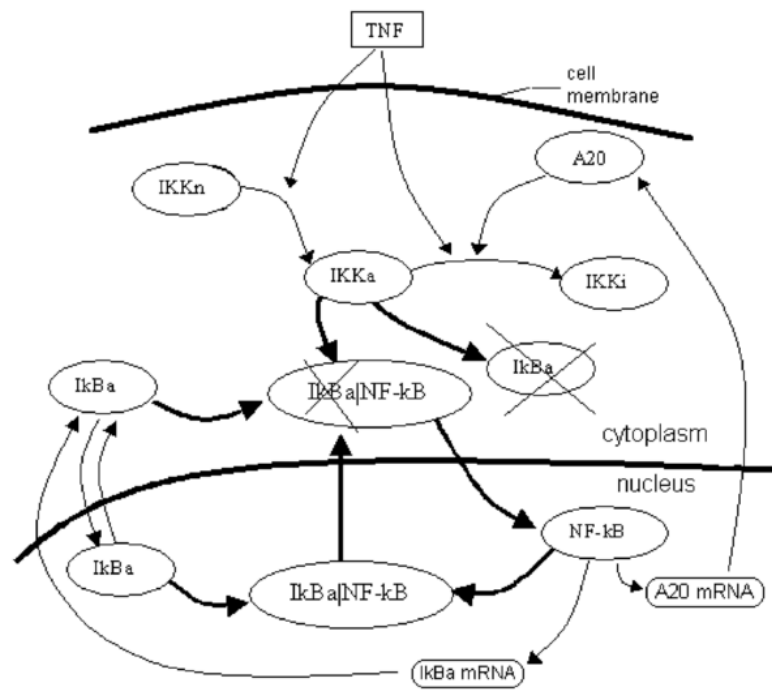 TNF
cell
membrane
A20
IKKn
IKKa
IKKi
IkBa
IkBa
IkBa|NF-kB
cytoplasm
nucleus
NF-kB
IkBa
IkBa|NF-kB
A20 mRNA
IkBa mRNA